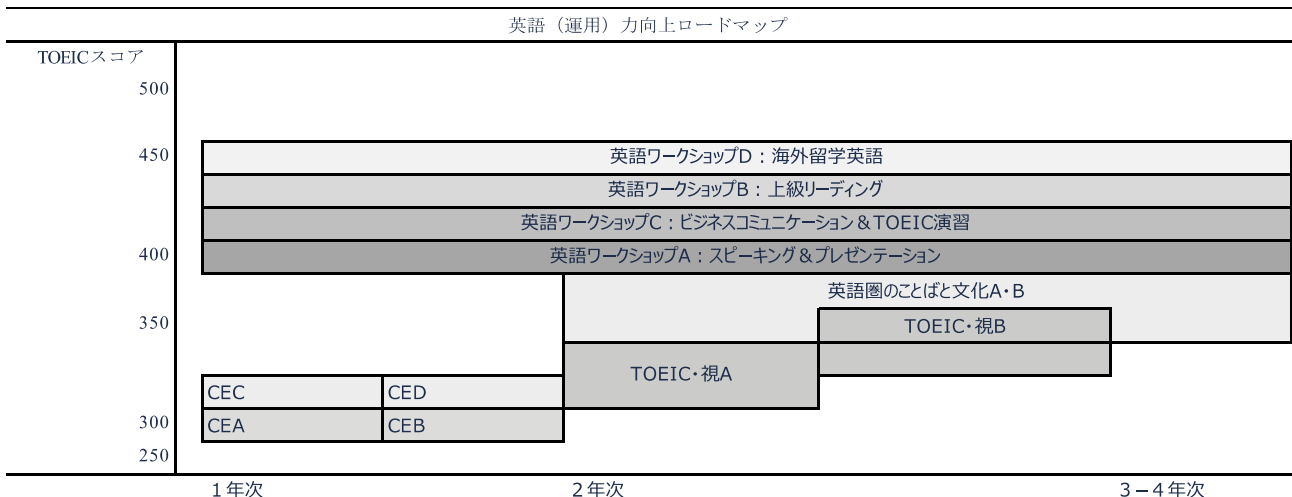 英語（運用）力向上ロードマップ
TOEICスコア
500
450
英語ワークショップD：海外留学英語
英語ワークショップB：上級リーディング
英語ワークショップC：ビジネスコミュニケーション＆TOEIC演習
400
英語ワークショップA：スピーキング＆プレゼンテーション
英語圏のことばと文化A・B
350
TOEIC・視B
TOEIC・視A
CEC
CED
300
CEA
CEB
250
１年次
２年次
３－４年次